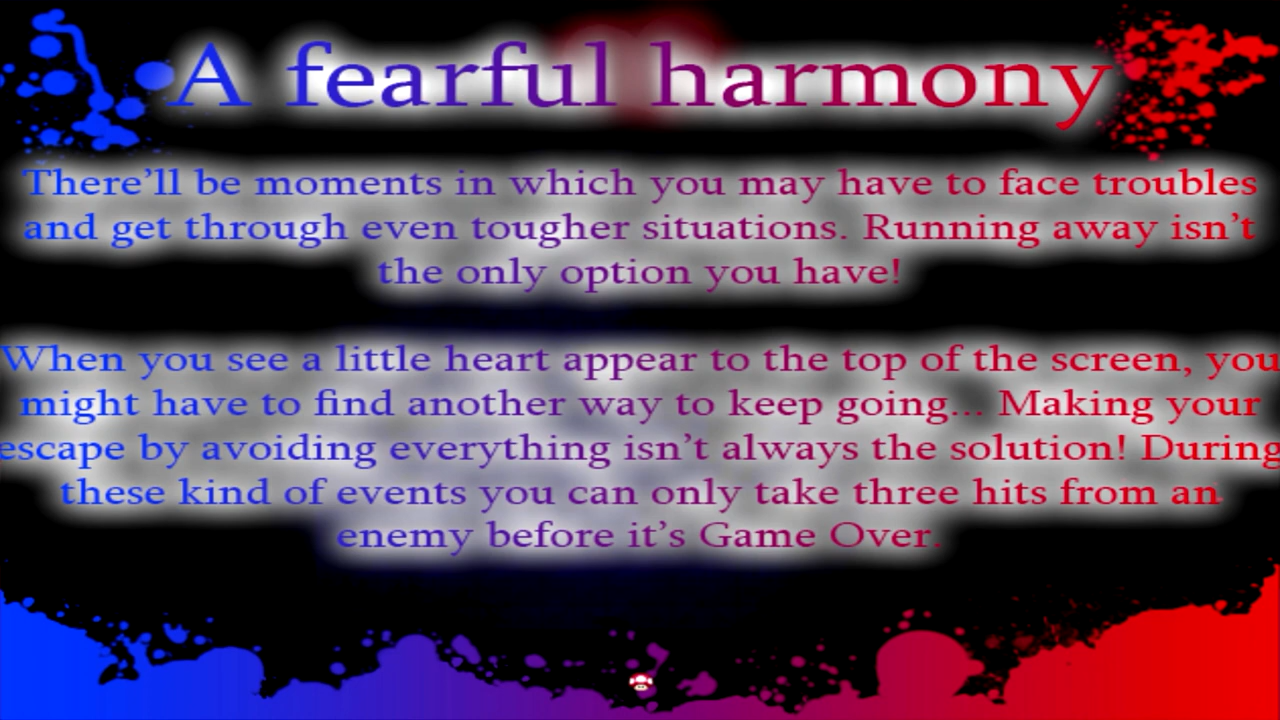 A fearful harmony
There’ll be moments in which you may have to face troubles
and get through even tougher situations. Running away isn’t
the only option you have!
When you see a little heart appear to the top of the screen, you
might have to find another way to keep going... Making your
escape by avoiding everything isn’t always the solution! During
these kind of events you can only take three hits from an
enemy before it’s Game Over.